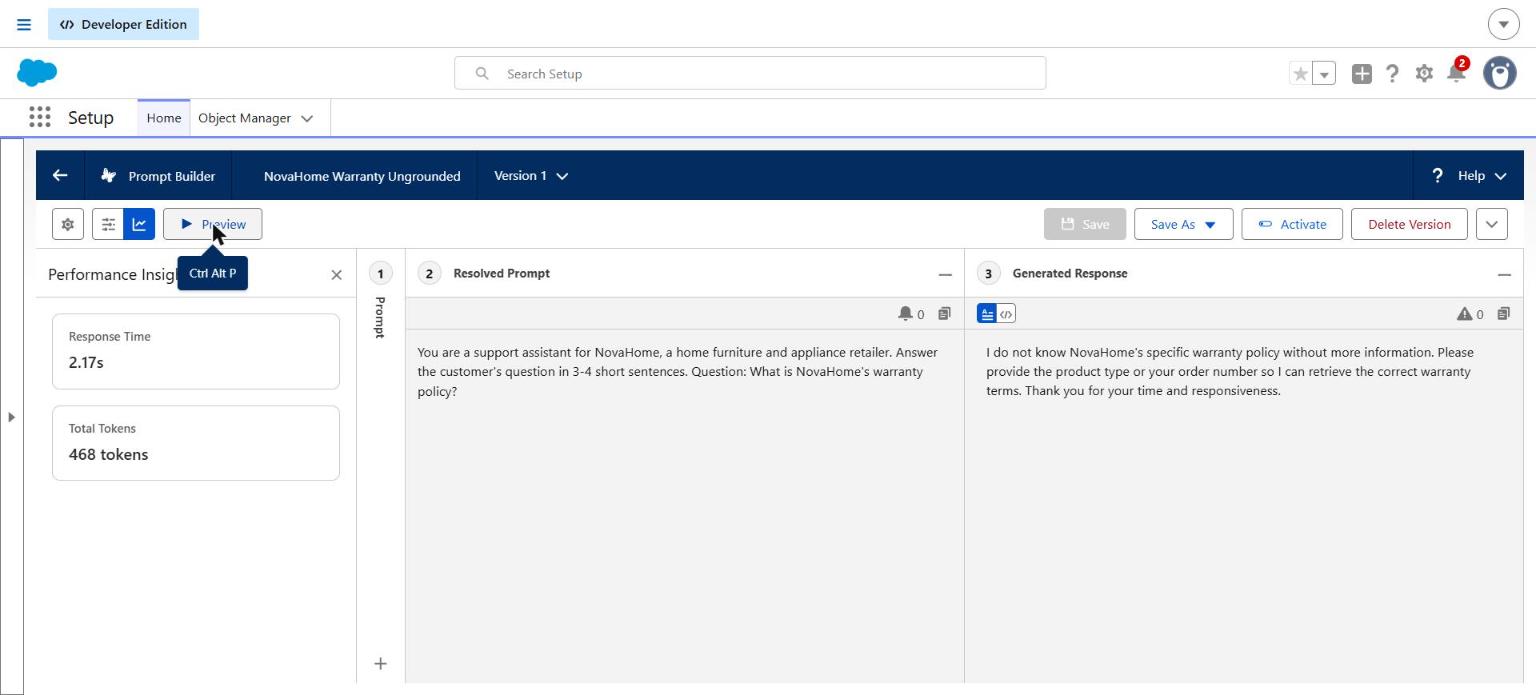 Developer Edition
Search Setup
2
Setup
Home
Object Manager
Prompt Builder
NovaHome Warranty Ungrounded
Version 1
? Help
Preview
Save
Save As
Activate
Delete Version
Ctrl Alt P
Performance Insig
Response Time
2.17s
Total Tokens
468 tokens
1
Prompt
2
Resolved Prompt
0
You are a support assistant for NovaHome, a home furniture and appliance retailer. Answer
the customer's question in 3-4 short sentences. Question: What is NovaHome's warranty
policy?
3
Generated Response
0
I do not know NovaHome's specific warranty policy without more information. Please
provide the product type or your order number so I can retrieve the correct warranty
terms. Thank you for your time and responsiveness.